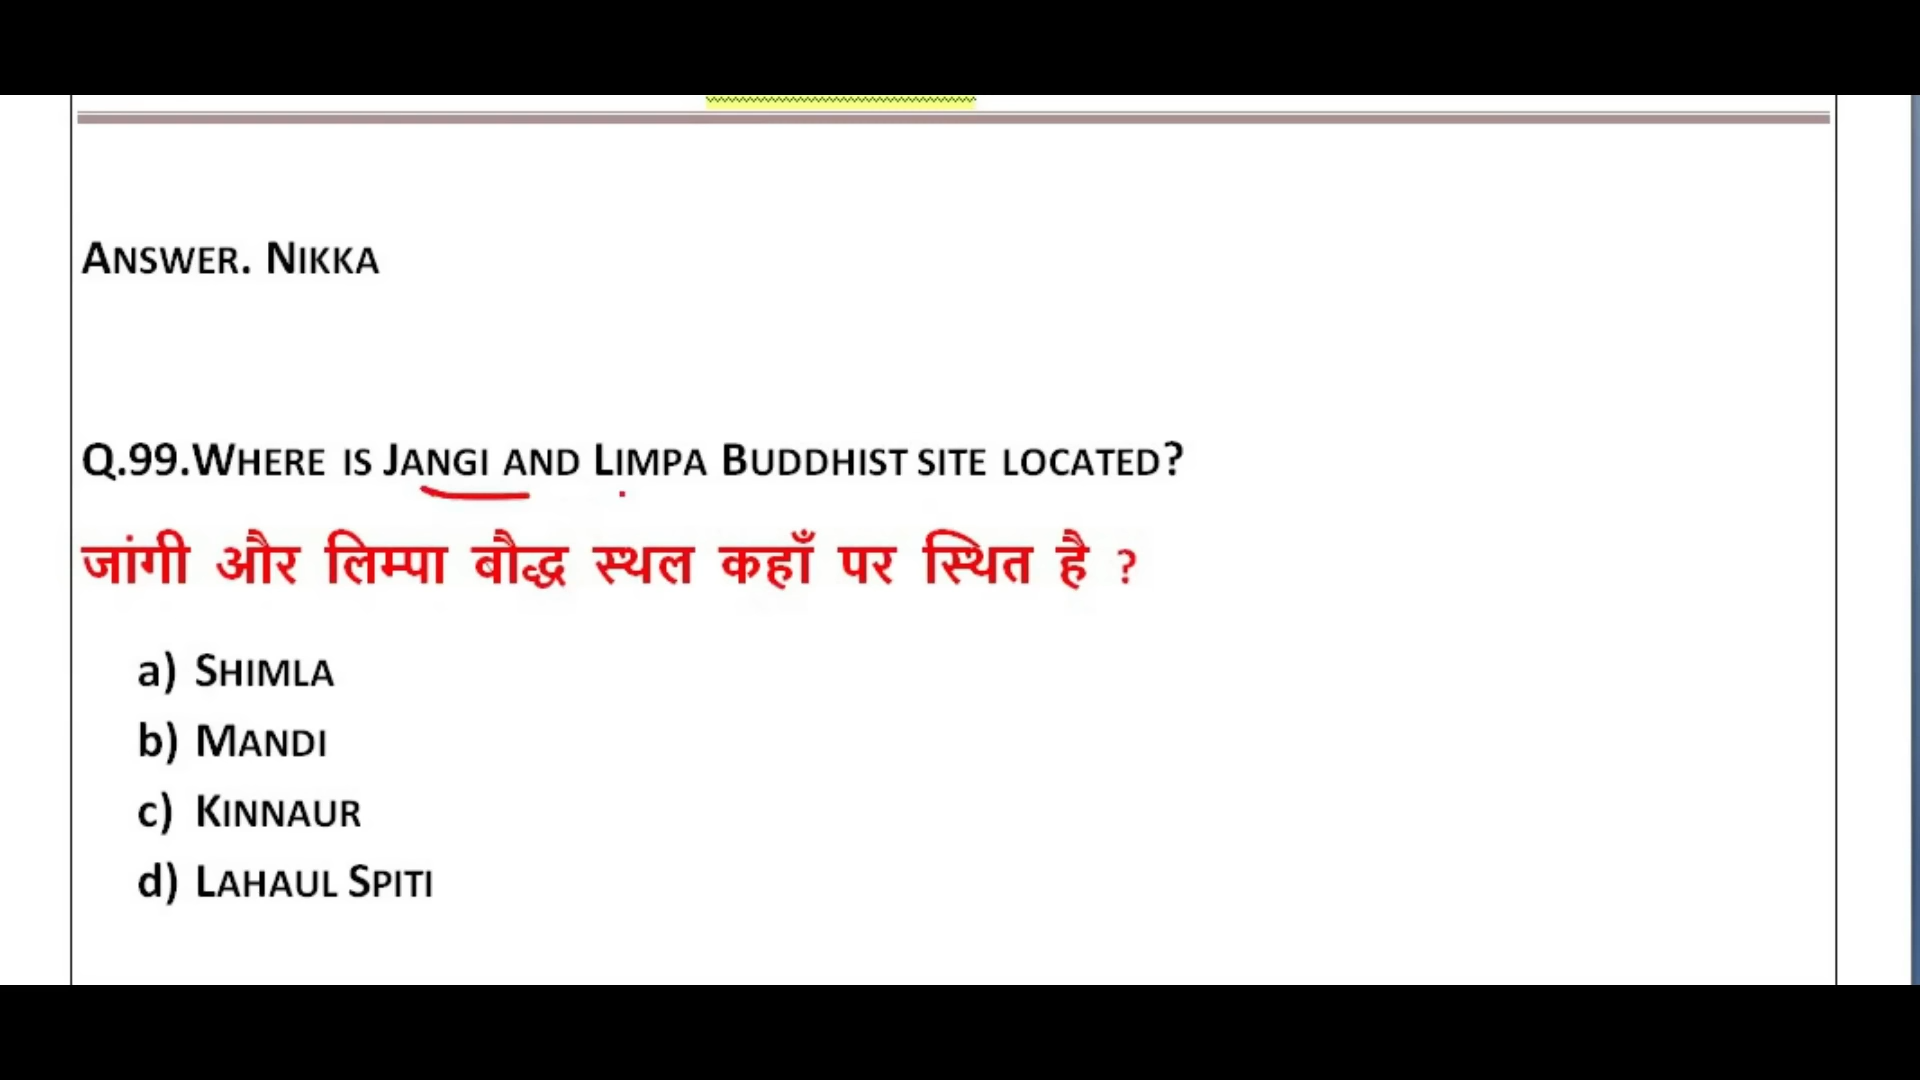 ANSWER. NIKKA
Q.99.WHERE IS JANGI AND LIMPA BUDDHIST SITE LOCATED?
जांगी और लिम्पा बौद्ध स्थल कहाँ पर स्थित है ?
a) SHIMLA
b) MANDI
c) KINNAUR
d) LAHAUL SPITI